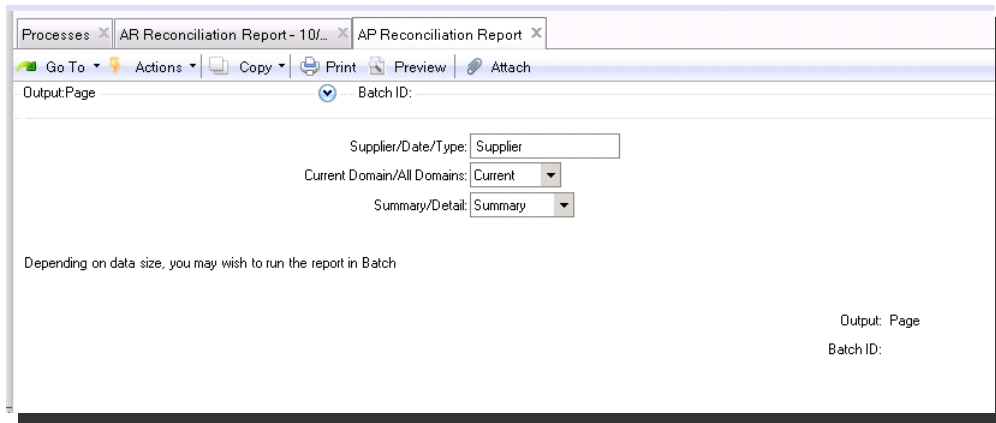 Processes AR Reconciliation Report - 10/... AP Reconciliation Report
Go To Actions Copy Print Preview Attach
Output:Page Batch ID:
Supplier/Date/Type: Supplier
Current Domain/All Domains: Current
Summary/Detail: Summary
Depending on data size, you may wish to run the report in Batch
Output: Page
Batch ID: